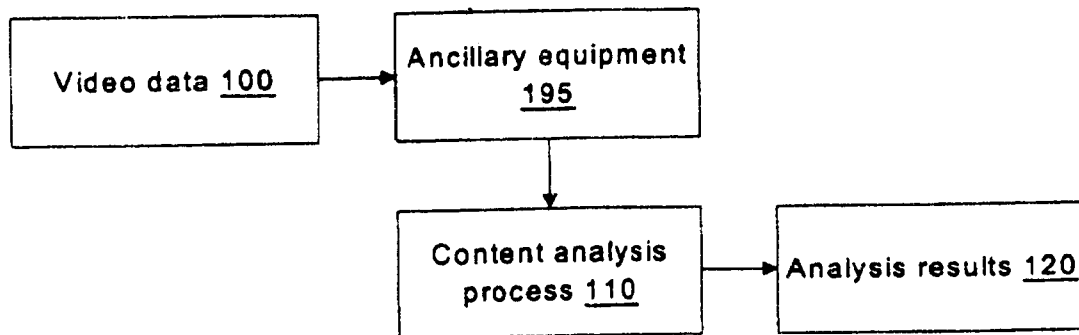 Video data 100
Ancillary equipment
195
Content analysis
process 110
Analysis results 120